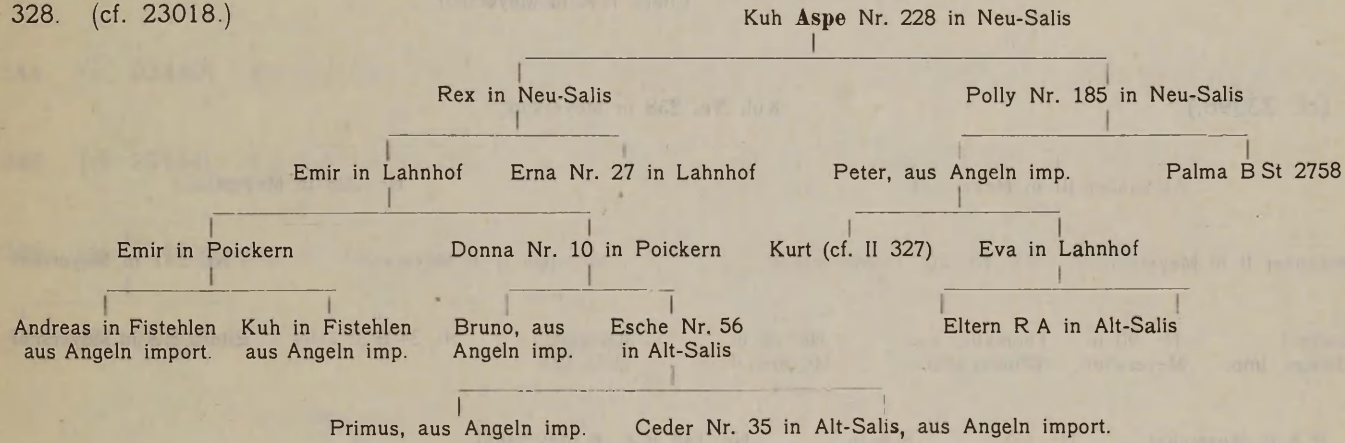 328. (cf. 23018.)
Kuh Aspe Nr. 228 in Neu-Salis
Rex in Neu-Salis Polly Nr. 185 in Neu-Salis
Emir in Lahnhof Erna Nr. 27 in Lahnhof Peter, aus Angeln imp. Palma B St 2758
Emir in Poickern Donna Nr. 10 in Poickern Kurt (cf. II 327) Eva in Lahnhof
Andreas in Fistehlen Kuh in Fistehlen Bruno, aus Esche Nr. 56 Eltern R A in Alt-Salis
aus Angeln import. aus Angeln imp. Angeln imp. in Alt-Salis
Primus, aus Angeln imp. Ceder Nr. 35 in Alt-Salis, aus Angeln import.